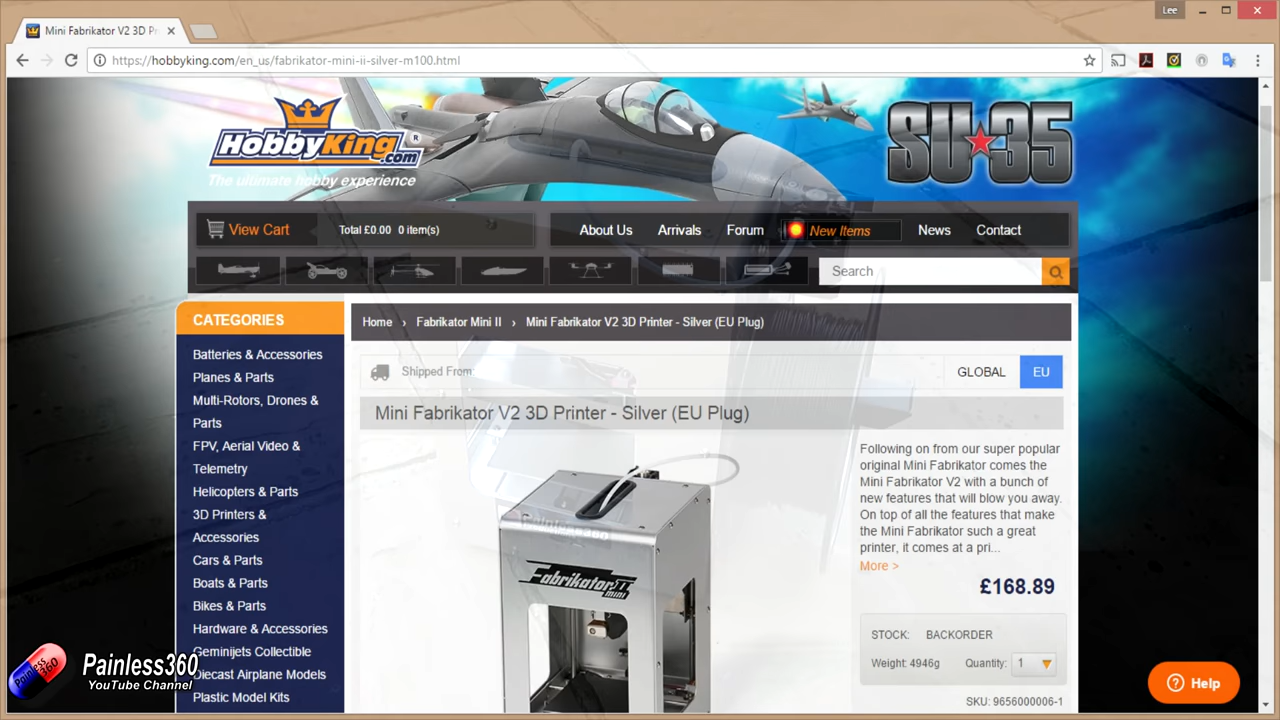 Lee
Mini Fabrikator V2 3D Pr
https://hobbyking.com/en_us/fabrikator-mini-ii-silver-m100.html
HobbyKing.com
®
The ultimate hobby experience
SU★35
View Cart
Total £0.00 0 item(s)
About Us
Arrivals
Forum
New Items
News
Contact
Search
CATEGORIES
Batteries & Accessories
Planes & Parts
Multi-Rotors, Drones &
Parts
FPV, Aerial Video &
Telemetry
Helicopters & Parts
3D Printers &
Accessories
Cars & Parts
Boats & Parts
Bikes & Parts
Hardware & Accessories
Geminijets Collectible
Diecast Airplane Models
Plastic Model Kits
Home › Fabrikator Mini II › Mini Fabrikator V2 3D Printer - Silver (EU Plug)
Shipped From
GLOBAL
EU
Mini Fabrikator V2 3D Printer - Silver (EU Plug)
Fabrikator II
mini
Following on from our super popular
original Mini Fabrikator comes the
Mini Fabrikator V2 with a bunch of
new features that will blow you away.
On top of all the features that make
the Mini Fabrikator such a great
printer, it comes at a pri...
More >
£168.89
STOCK: BACKORDER
Weight: 4946g
Quantity: 1
SKU: 9656000006-1
Help
Painless360
Painless360
YouTube Channel